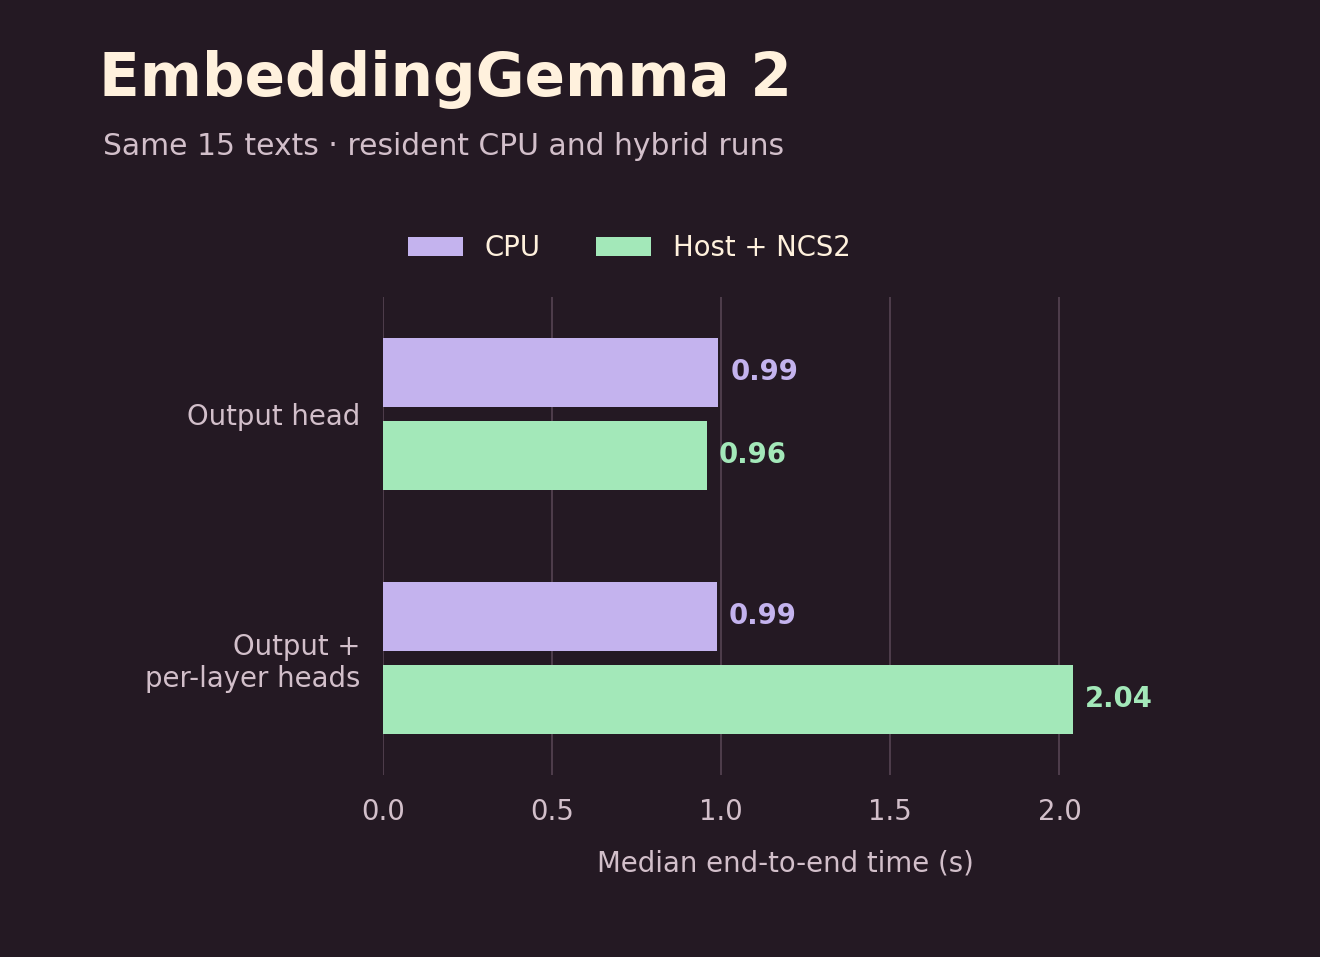 EmbeddingGemma 2
Same 15 texts · resident CPU and hybrid runs
CPU
Host + NCS2
Output head
0.99
0.96
Output +
per-layer heads
0.99
2.04
0.0
0.5
1.0
1.5
2.0
Median end-to-end time (s)